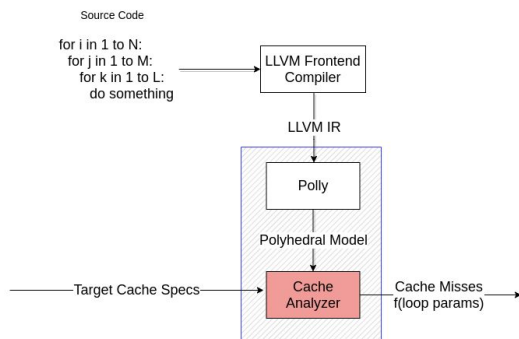 Source Code
for i in 1 to N:
for j in 1 to M:
for k in 1 to L:
do something
LLVM Frontend
Compiler
LLVM IR
Polly
Polyhedral Model
Target Cache Specs
Cache
Analyzer
Cache Misses
f(loop params)